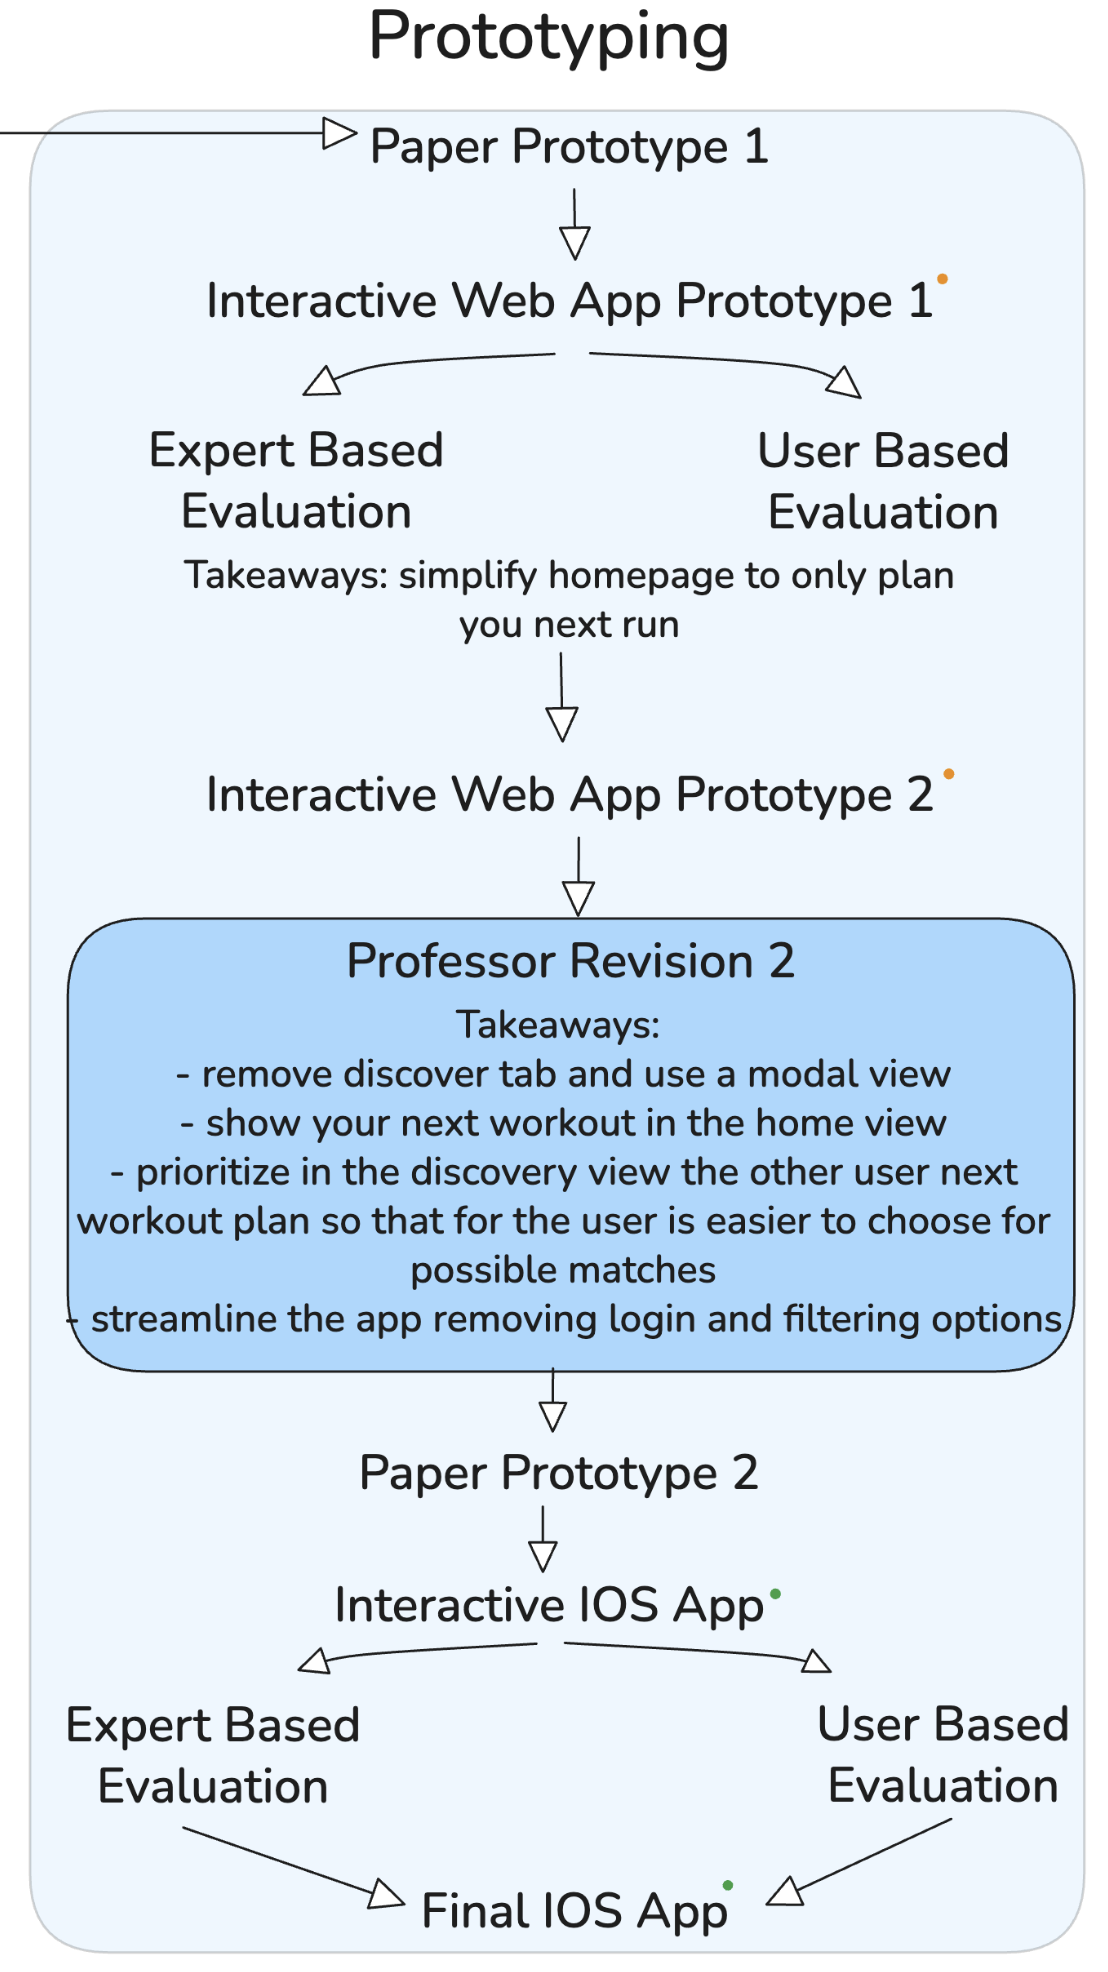 Prototyping
Paper Prototype 1
Interactive Web App Prototype 1
Expert Based
Evaluation
User Based
Evaluation
Takeaways: simplify homepage to only plan
you next run
Interactive Web App Prototype 2
Professor Revision 2
Takeaways:
- remove discover tab and use a modal view
- show your next workout in the home view
- prioritize in the discovery view the other user next
workout plan so that for the user is easier to choose for
possible matches
- streamline the app removing login and filtering options
Paper Prototype 2
Interactive IOS App
Expert Based
Evaluation
User Based
Evaluation
Final IOS App